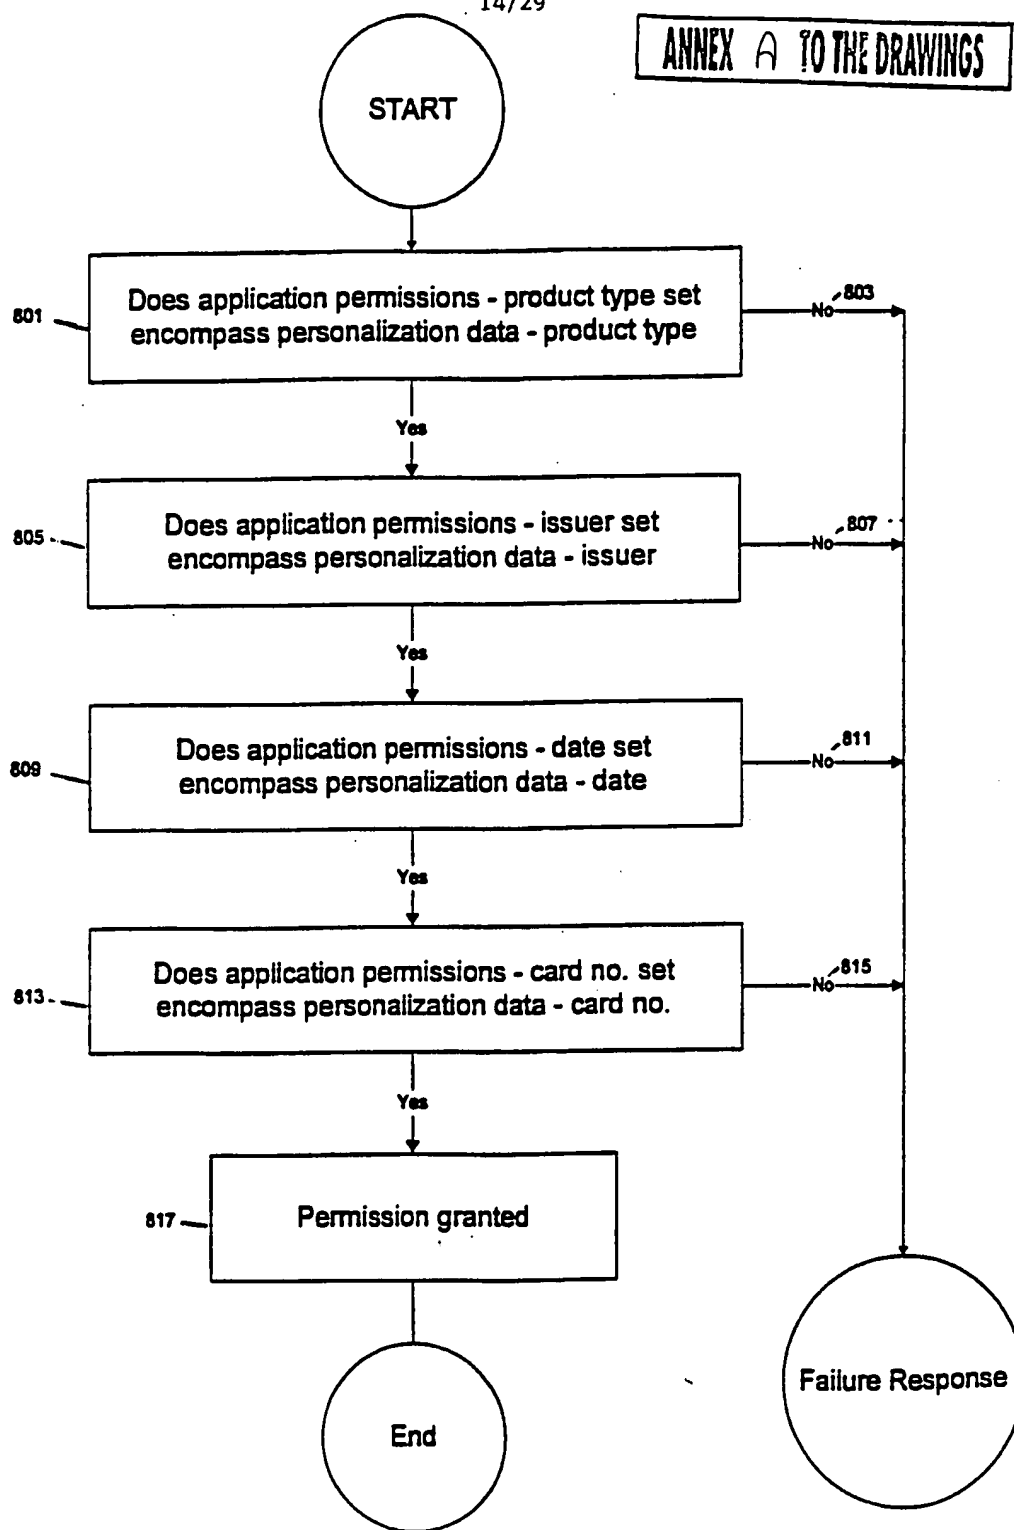 14/29
ANNEX A TO THE DRAWINGS
START
801
Does application permissions - product type set
encompass personalization data - product type
No
803
Yes
805
Does application permissions - issuer set
encompass personalization data - issuer
No
807
Yes
809
Does application permissions - date set
encompass personalization data - date
No
811
Yes
813
Does application permissions - card no. set
encompass personalization data - card no.
No
815
Yes
817
Permission granted
Failure Response
End